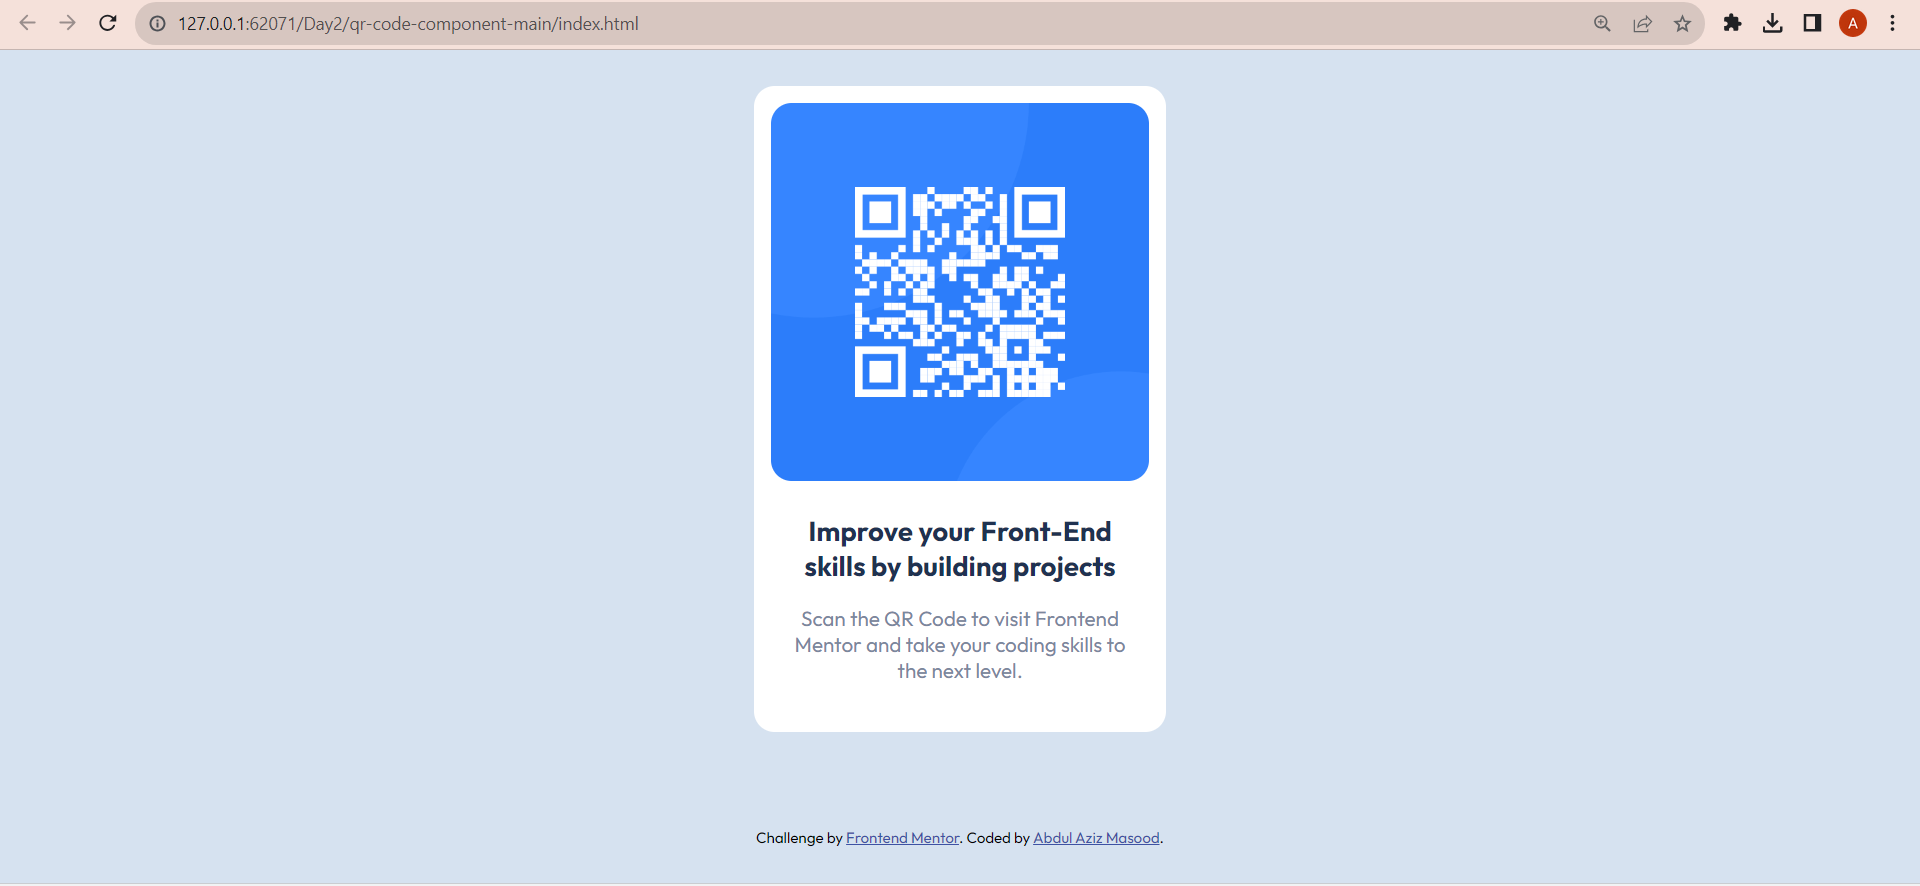 127.0.0.1:62071/Day2/qr-code-component-main/index.html
A
Improve your Front-End
skills by building projects
Scan the QR Code to visit Frontend
Mentor and take your coding skills to
the next level.
Challenge by Frontend Mentor. Coded by Abdul Aziz Masood.